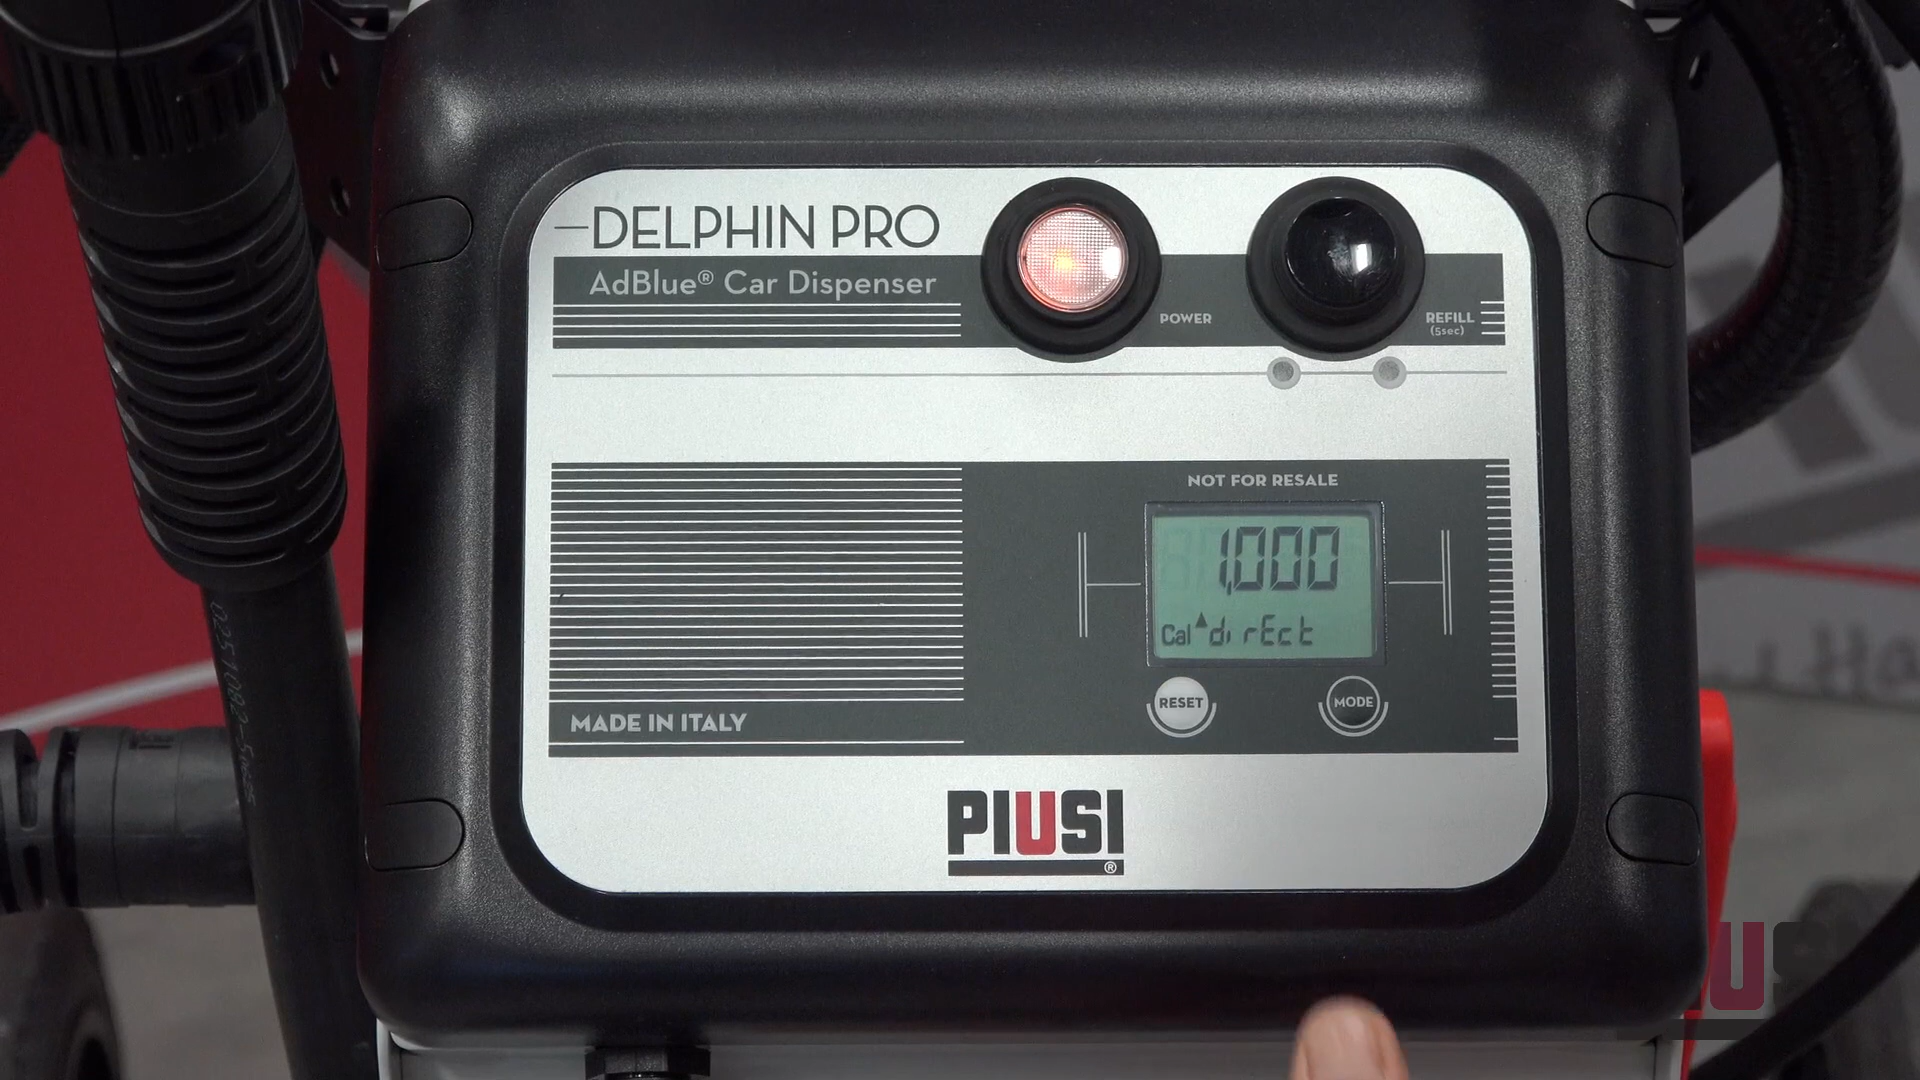 DELPHIN PRO
AdBlue® Car Dispenser
POWER
REFILL
(5sec)
NOT FOR RESALE
1,000
Cal dirEct
RESET
MODE
MADE IN ITALY
PIUSI
®